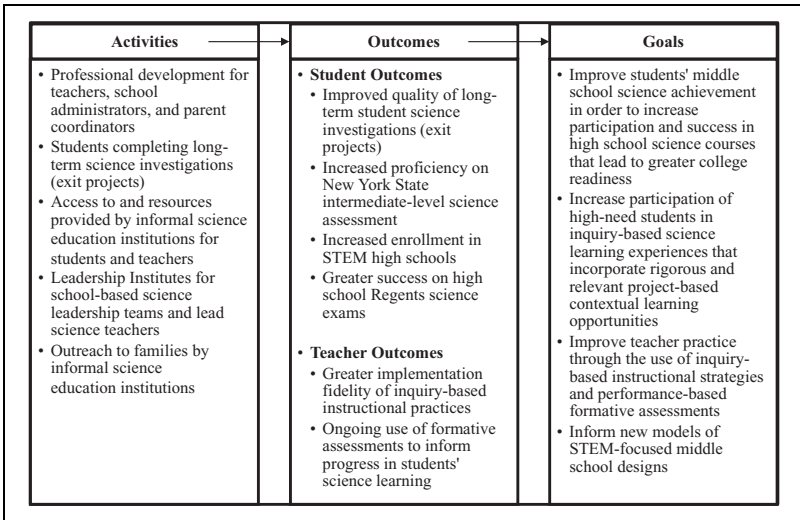 Activities
• Professional development for
teachers, school
administrators, and parent
coordinators
• Students completing long-
term science investigations
(exit projects)
• Access to and resources
provided by informal science
education institutions for
students and teachers
• Leadership Institutes for
school-based science
leadership teams and lead
science teachers
• Outreach to families by
informal science
education institutions
Outcomes
• Student Outcomes
• Improved quality of long-
term student science
investigations (exit
projects)
• Increased proficiency on
New York State
intermediate-level science
assessment
• Increased enrollment in
STEM high schools
• Greater success on high
school Regents science
exams
• Teacher Outcomes
• Greater implementation
fidelity of inquiry-based
instructional practices
• Ongoing use of formative
assessments to inform
progress in students'
science learning
Goals
• Improve students' middle
school science achievement
in order to increase
participation and success in
high school science courses
that lead to greater college
readiness
• Increase participation of
high-need students in
inquiry-based science
learning experiences that
incorporate rigorous and
relevant project-based
contextual learning
opportunities
• Improve teacher practice
through the use of inquiry-
based instructional strategies
and performance-based
formative assessments
• Inform new models of
STEM-focused middle
school designs